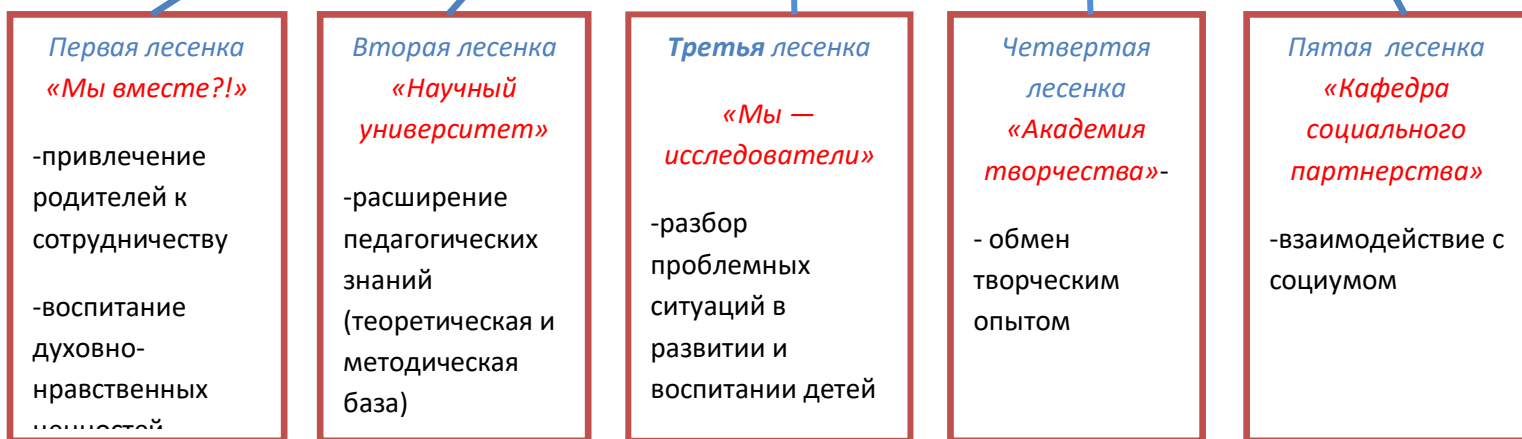 Первая лесенка
«Мы вместе?!»
-привлечение
родителей к
сотрудничеству
-воспитание
духовно-
нравственных
ценностей
Вторая лесенка
«Научный
университет»
-расширение
педагогических
знаний
(теоретическая и
методическая
база)
Третья лесенка
«Мы —
исследователи»
-разбор
проблемных
ситуаций в
развитии и
воспитании детей
Четвертая
лесенка
«Академия
творчества»-
- обмен
творческим
опытом
Пятая  лесенка
«Кафедра
социального
партнерства»
-взаимодействие с
социумом